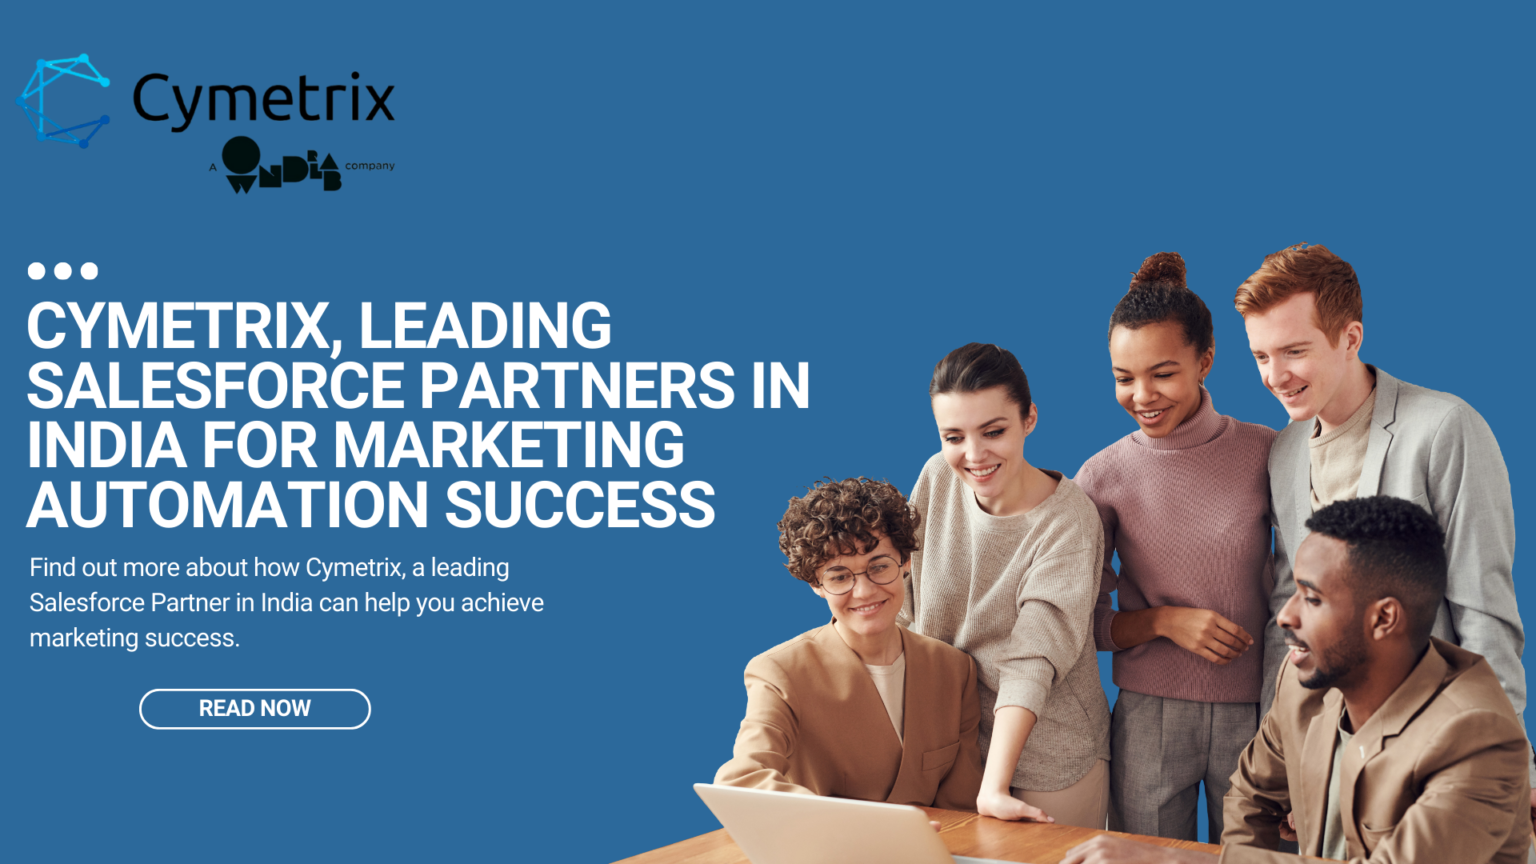 Cymetrix
A WONDRLAB company
CYMETRIX, LEADING
SALESFORCE PARTNERS IN
INDIA FOR MARKETING
AUTOMATION SUCCESS
Find out more about how Cymetrix, a leading
Salesforce Partner in India can help you achieve
marketing success.
READ NOW